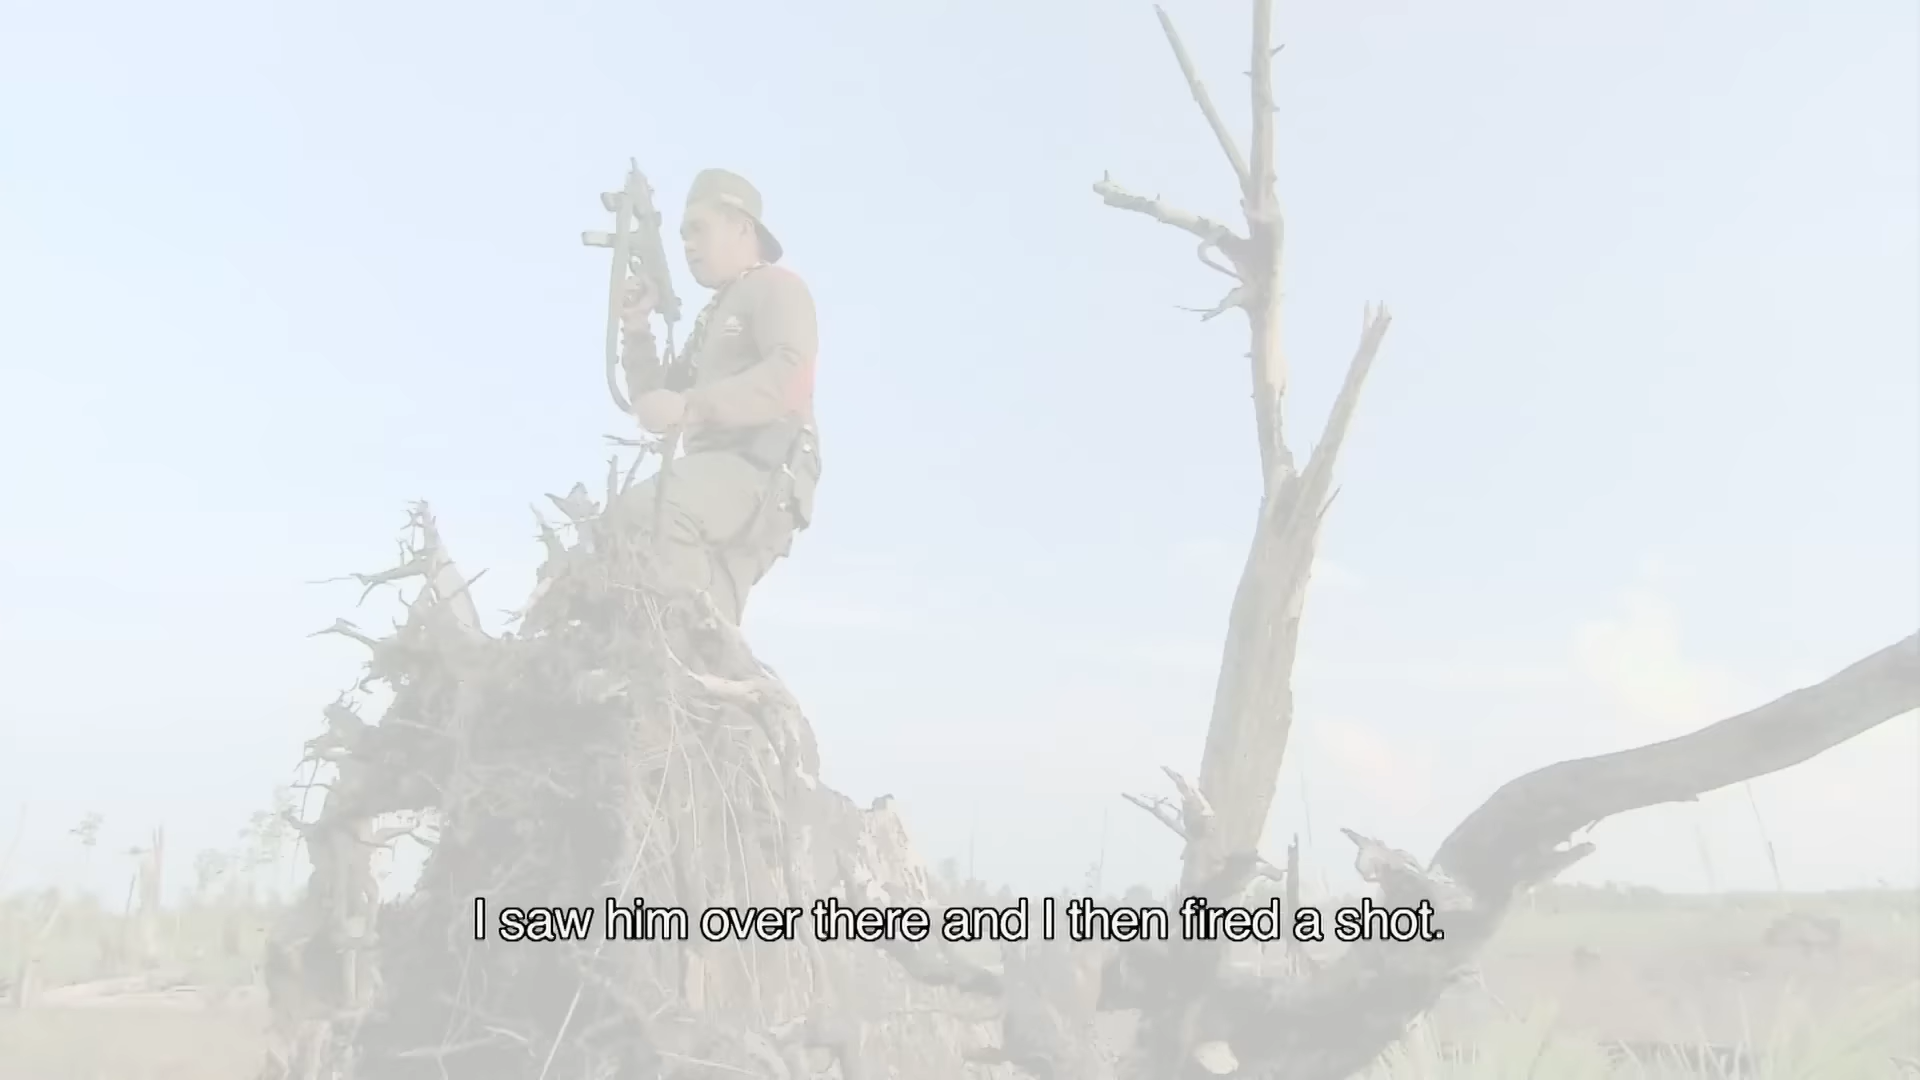 I saw him over there and I then fired a shot.